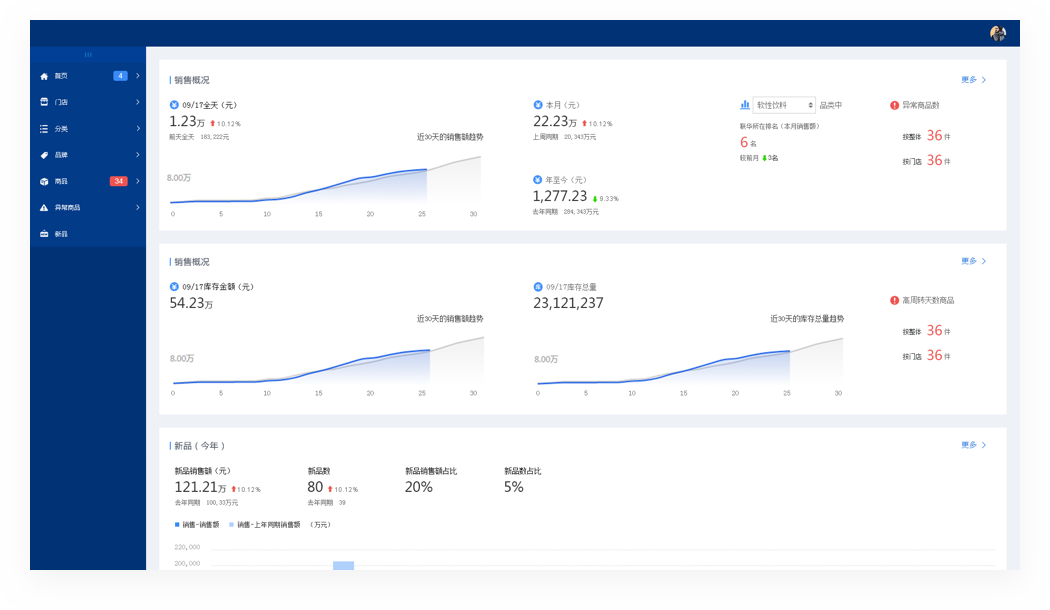 首页 4
门店
分类
品牌
商品 34
异常商品
新品
销售概况 更多
09/17全天（元）
1.23万 10.12%
前天全天 183,222元
近30天的销售额趋势
8.00万
0 5 10 15 20 25 30
本月（元）
22.23万 10.12%
上周同期 20,343万元
年至今（元）
1,277.23 9.33%
去年同期 284,343万元
软性饮料 品类中
联华所在排名（本月销售额）
6名
较前月 3名
异常商品数
按整体 36件
按门店 36件
销售概况 更多
09/17库存金额（元）
54.23万
近30天的销售额趋势
8.00万
0 5 10 15 20 25 30
09/17库存总量
23,121,237
近30天的库存总量趋势
8.00万
0 5 10 15 20 25 30
高周转天数商品
按整体 36件
按门店 36件
新品（今年） 更多
新品销售额（元）
121.21万 10.12%
去年同期 100,33万元
新品数
80 10.12%
去年同期 39
新品销售额占比
20%
新品数占比
5%
销售-销售额 销售-上年同期销售额 （万元）
220,000
200,000